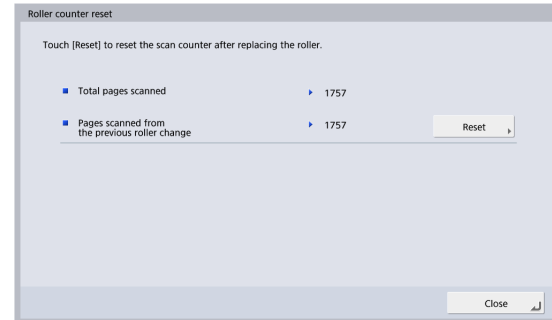 Roller counter reset
Touch [Reset] to reset the scan counter after replacing the roller.
Total pages scanned 1757
Pages scanned from
the previous roller change 1757 Reset
Close